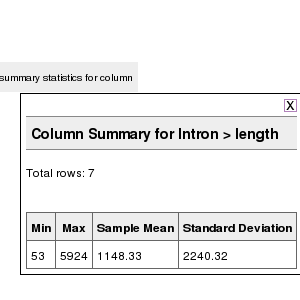 summary statistics for column
X
Column Summary for Intron > length
Total rows: 7
Min Max Sample Mean Standard Deviation
53 5924 1148.33 2240.32